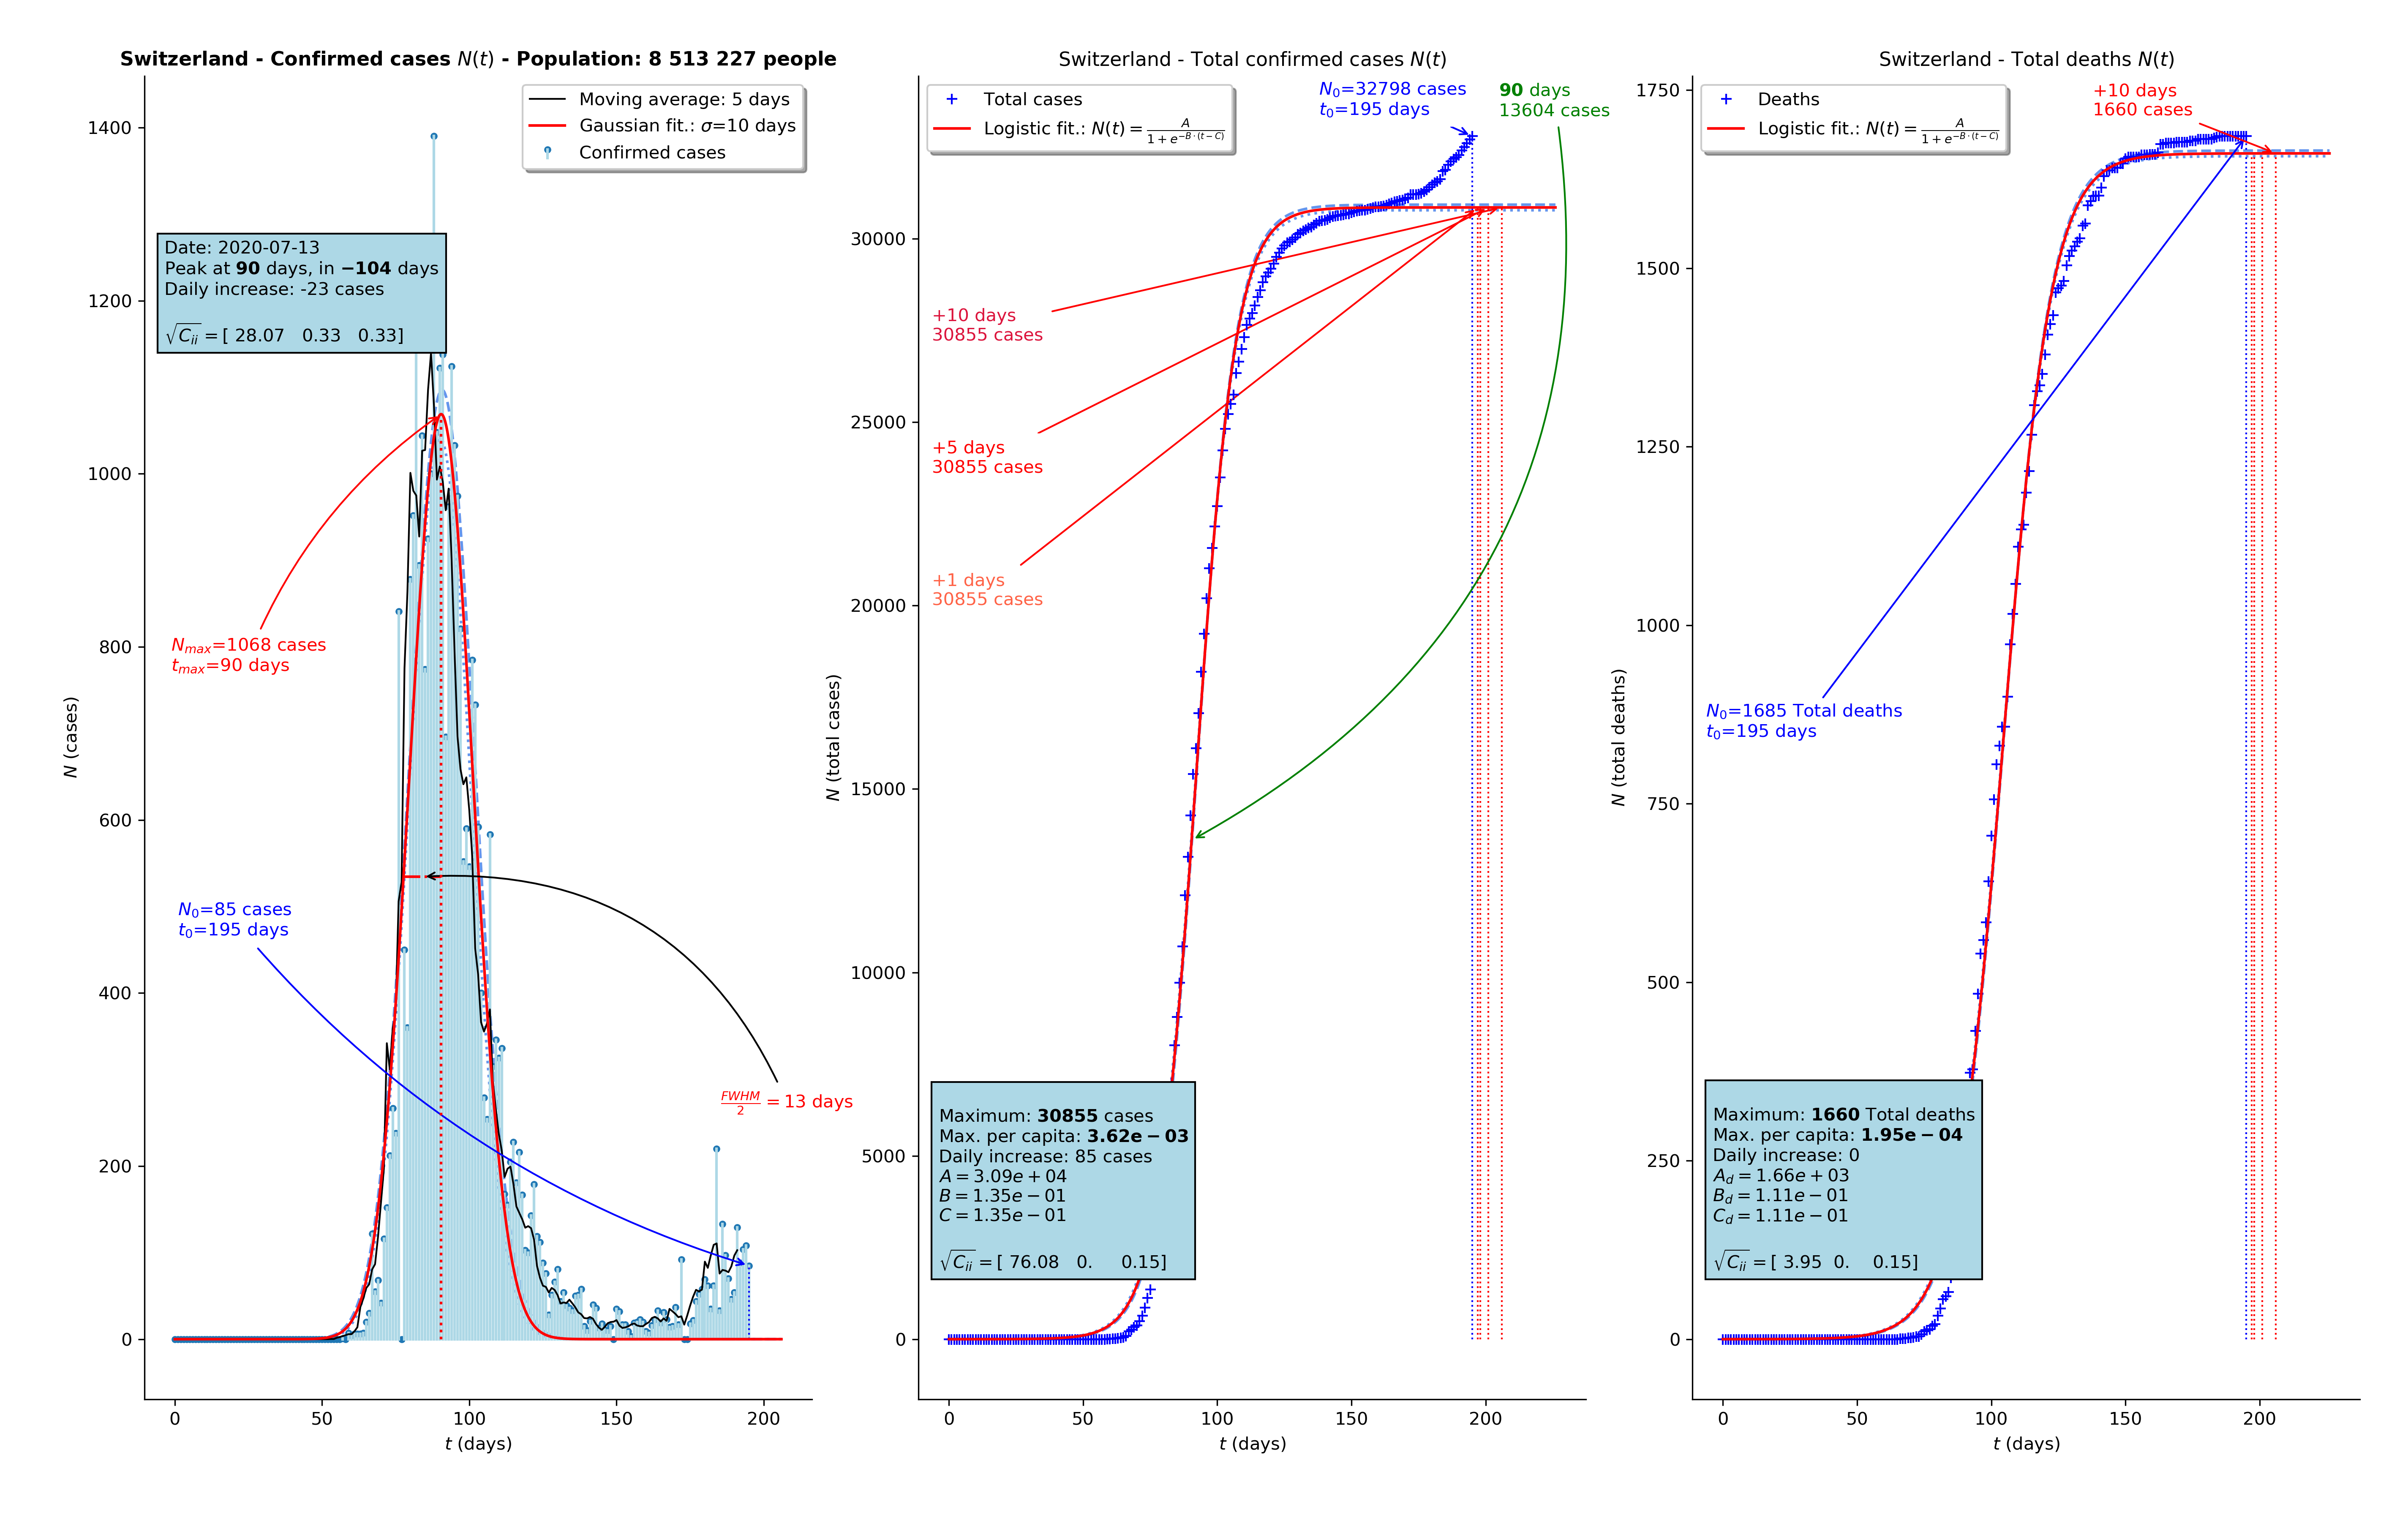 Switzerland - Confirmed cases N(t) - Population: 8 513 227 people
Moving average: 5 days
Gaussian fit.: σ=10 days
Confirmed cases
Date: 2020-07-13
Peak at 90 days, in −104 days
Daily increase: -23 cases
√C_ii = [ 28.07 0.33 0.33]
N_max=1068 cases
t_max=90 days
N_0=85 cases
t_0=195 days
FWHM/2 = 13 days
N (cases)
1400
1200
1000
800
600
400
200
0
0 50 100 150 200
t (days)
Switzerland - Total confirmed cases N(t)
Total cases
Logistic fit.: N(t) = A/(1 + e^(−B·(t−C)))
N_0=32798 cases
t_0=195 days
90 days
13604 cases
+10 days
30855 cases
+5 days
30855 cases
+1 days
30855 cases
Maximum: 30855 cases
Max. per capita: 3.62e − 03
Daily increase: 85 cases
A = 3.09e + 04
B = 1.35e − 01
C = 1.35e − 01
√C_ii = [ 76.08 0. 0.15]
N (total cases)
30000
25000
20000
15000
10000
5000
0
0 50 100 150 200
t (days)
Switzerland - Total deaths N(t)
Deaths
Logistic fit.: N(t) = A/(1 + e^(−B·(t−C)))
+10 days
1660 cases
N_0=1685 Total deaths
t_0=195 days
Maximum: 1660 Total deaths
Max. per capita: 1.95e − 04
Daily increase: 0
A_d = 1.66e + 03
B_d = 1.11e − 01
C_d = 1.11e − 01
√C_ii = [ 3.95 0. 0.15]
N (total deaths)
1750
1500
1250
1000
750
500
250
0
0 50 100 150 200
t (days)